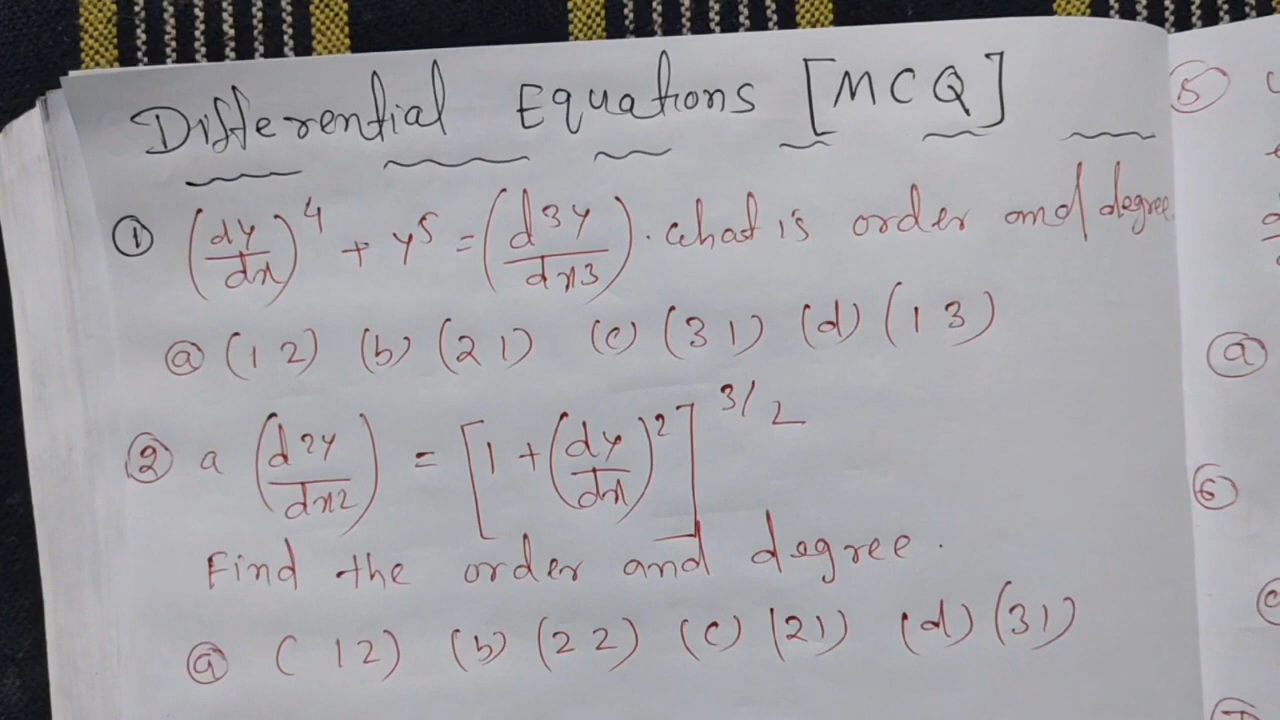 Differential Equations [MCQ]
① (dy/dx)^4 + y^5 = (d3y/dx3). what is order and degree
ⓐ (1 2) (b) (2 1) (c) (3 1) (d) (1 3)
② a (d2y/dx2) = [1 + (dy/dx)^2]^3/2
Find the order and degree.
ⓐ (1 2) (b) (2 2) (c) (2 1) (d) (3 1)
⑤
ⓐ
⑥